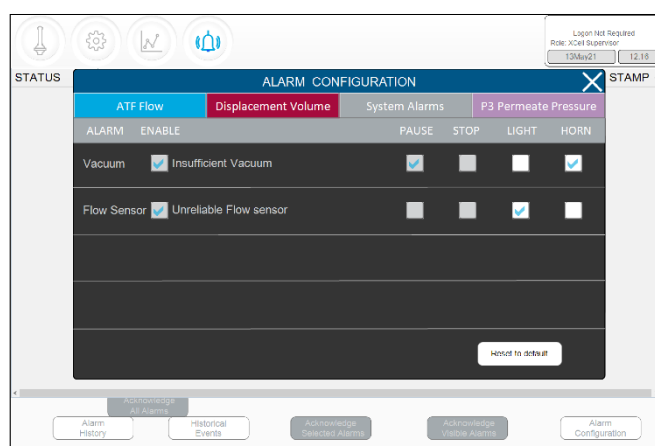 Logon Not Required
Role: XCell Supervisor
13May21 12.16
STATUS ALARM CONFIGURATION STAMP
ATF Flow Displacement Volume System Alarms P3 Permeate Pressure
ALARM ENABLE PAUSE STOP LIGHT HORN
Vacuum Insufficient Vacuum
Flow Sensor Unreliable Flow sensor
Reset to default
Acknowledge
All Alarms
Alarm
History
Historical
Events
Acknowledge
Selected Alarms
Acknowledge
Visible Alarms
Alarm
Configuration